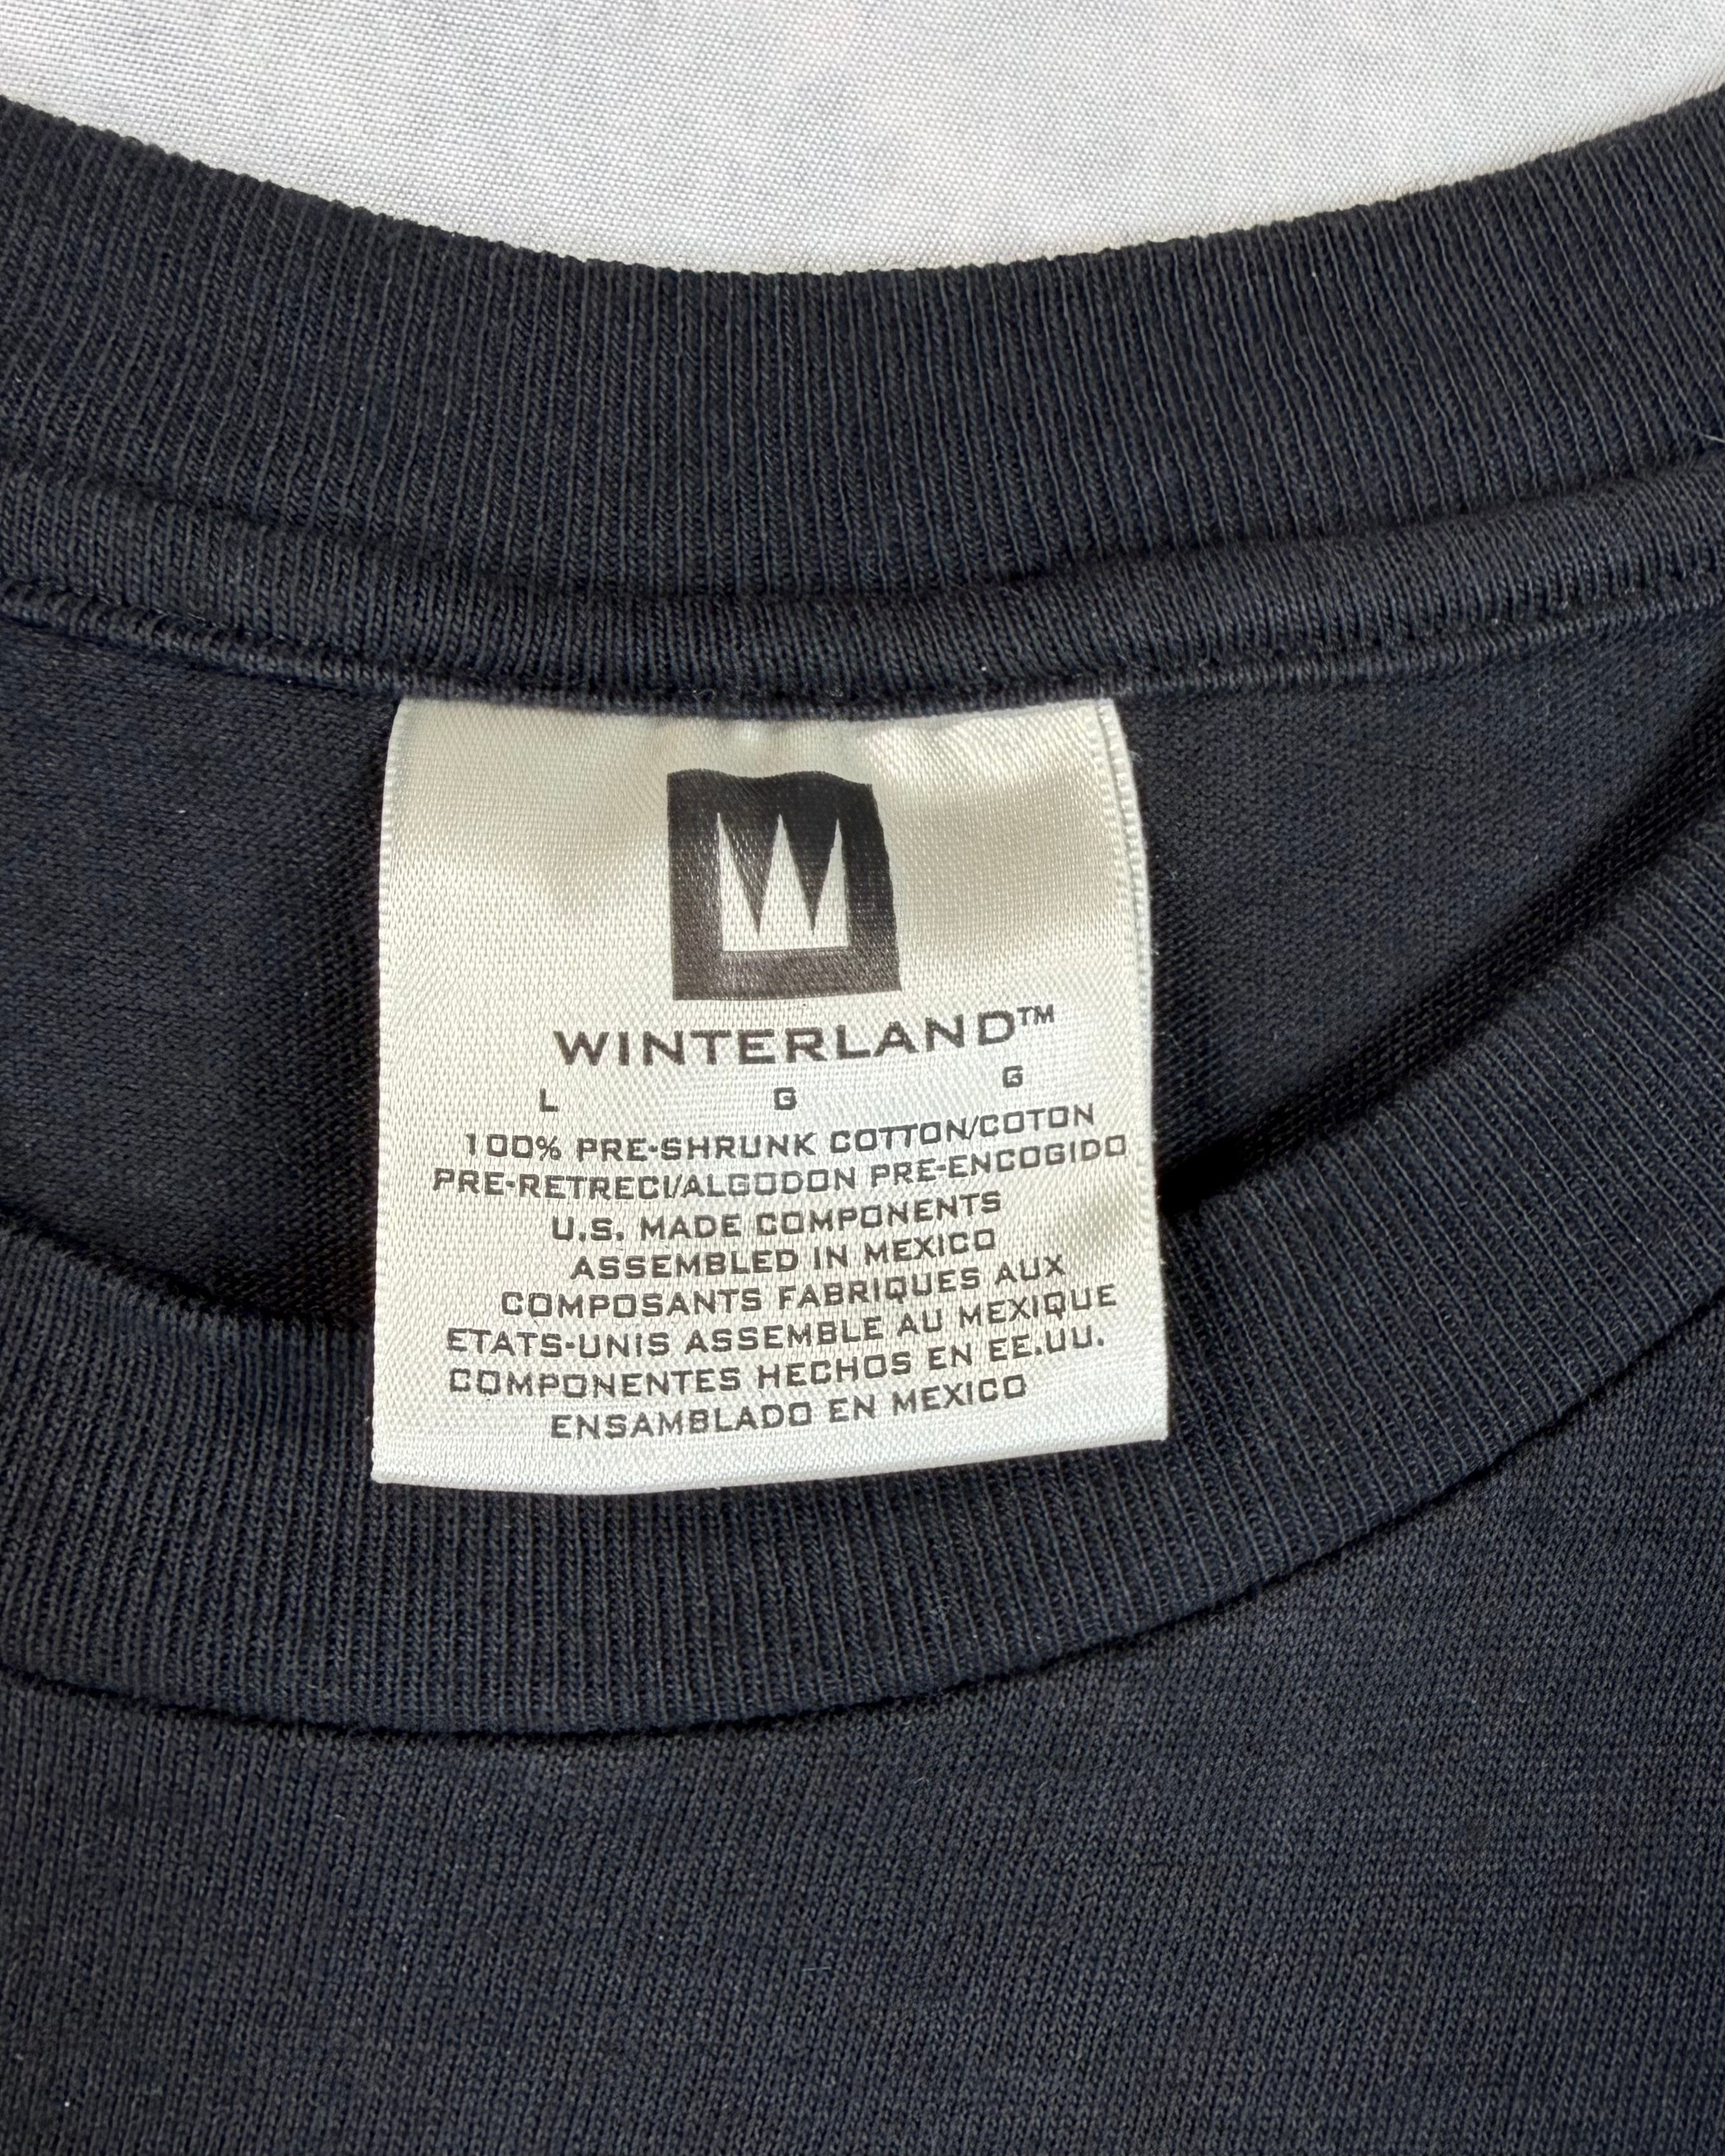 WINTERLAND™
L G G
100% PRE-SHRUNK COTTON/COTON
PRE-RETRECI/ALGODON PRE-ENCOGIDO
U.S. MADE COMPONENTS
ASSEMBLED IN MEXICO
COMPOSANTS FABRIQUES AUX
ETATS-UNIS ASSEMBLE AU MEXIQUE
COMPONENTES HECHOS EN EE.UU.
ENSAMBLADO EN MEXICO